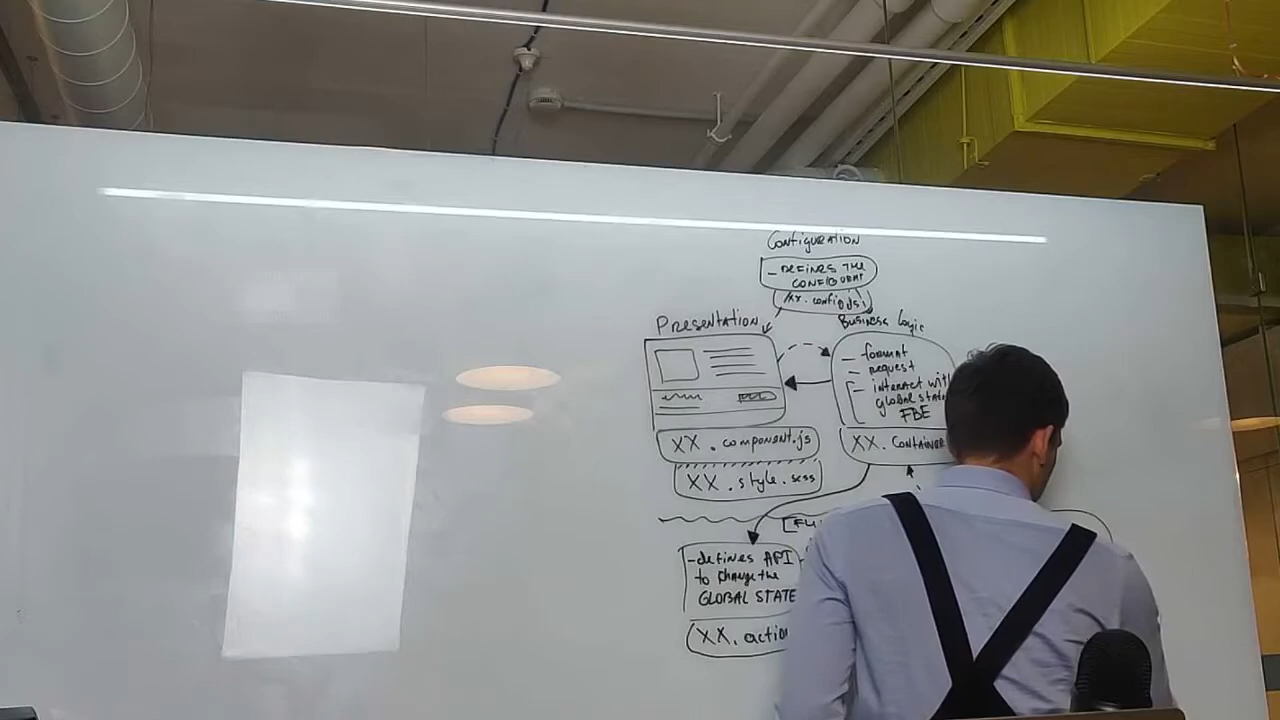 Configuration
- DEFINES THE
CONFIGURAT
XX.config.js
Presentation
Business Logic
- format
- request
- interact with
global state
FBE
XX.component.js
XX.CONTAINER
XX.style.scss
- defines API
to change the
GLOBAL STATE
XX.action